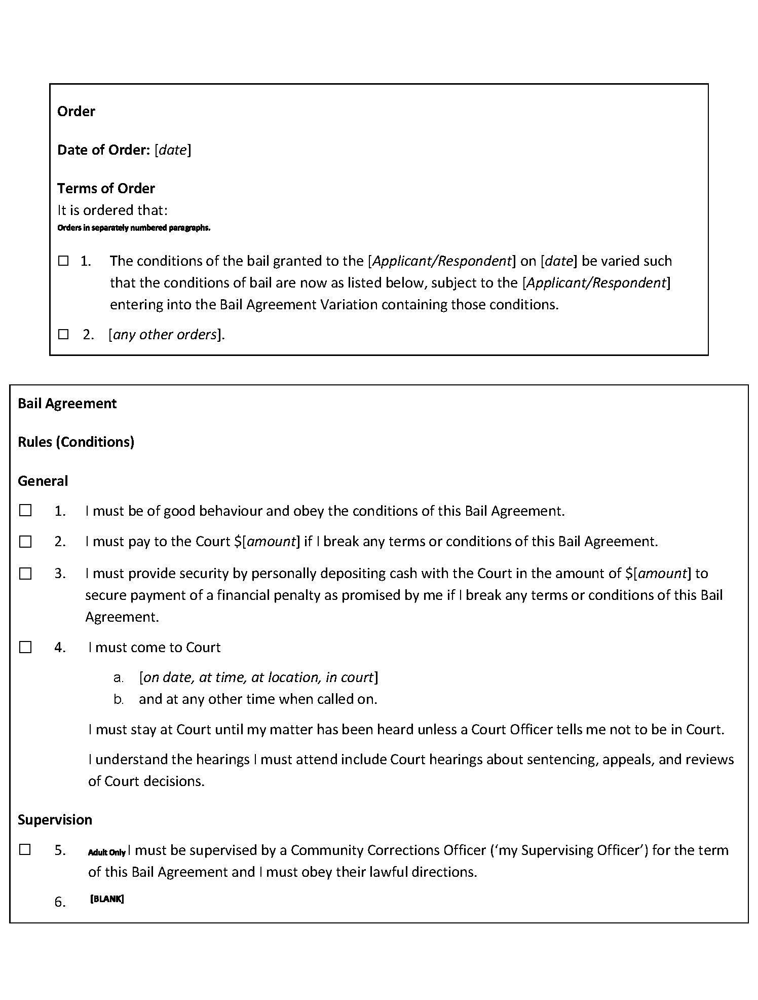 Order
Date of Order: [date]
Terms of Order
It is ordered that:
Orders in separately numbered paragraphs.
☐ 1. The conditions of the bail granted to the [Applicant/Respondent] on [date] be varied such
that the conditions of bail are now as listed below, subject to the [Applicant/Respondent]
entering into the Bail Agreement Variation containing those conditions.
☐ 2. [any other orders].
Bail Agreement
Rules (Conditions)
General
☐ 1. I must be of good behaviour and obey the conditions of this Bail Agreement.
☐ 2. I must pay to the Court $[amount] if I break any terms or conditions of this Bail Agreement.
☐ 3. I must provide security by personally depositing cash with the Court in the amount of $[amount] to
secure payment of a financial penalty as promised by me if I break any terms or conditions of this Bail
Agreement.
☐ 4. I must come to Court
a. [on date, at time, at location, in court]
b. and at any other time when called on.
I must stay at Court until my matter has been heard unless a Court Officer tells me not to be in Court.
I understand the hearings I must attend include Court hearings about sentencing, appeals, and reviews
of Court decisions.
Supervision
☐ 5. Adult Only I must be supervised by a Community Corrections Officer (‘my Supervising Officer’) for the term
of this Bail Agreement and I must obey their lawful directions.
6. [BLANK]